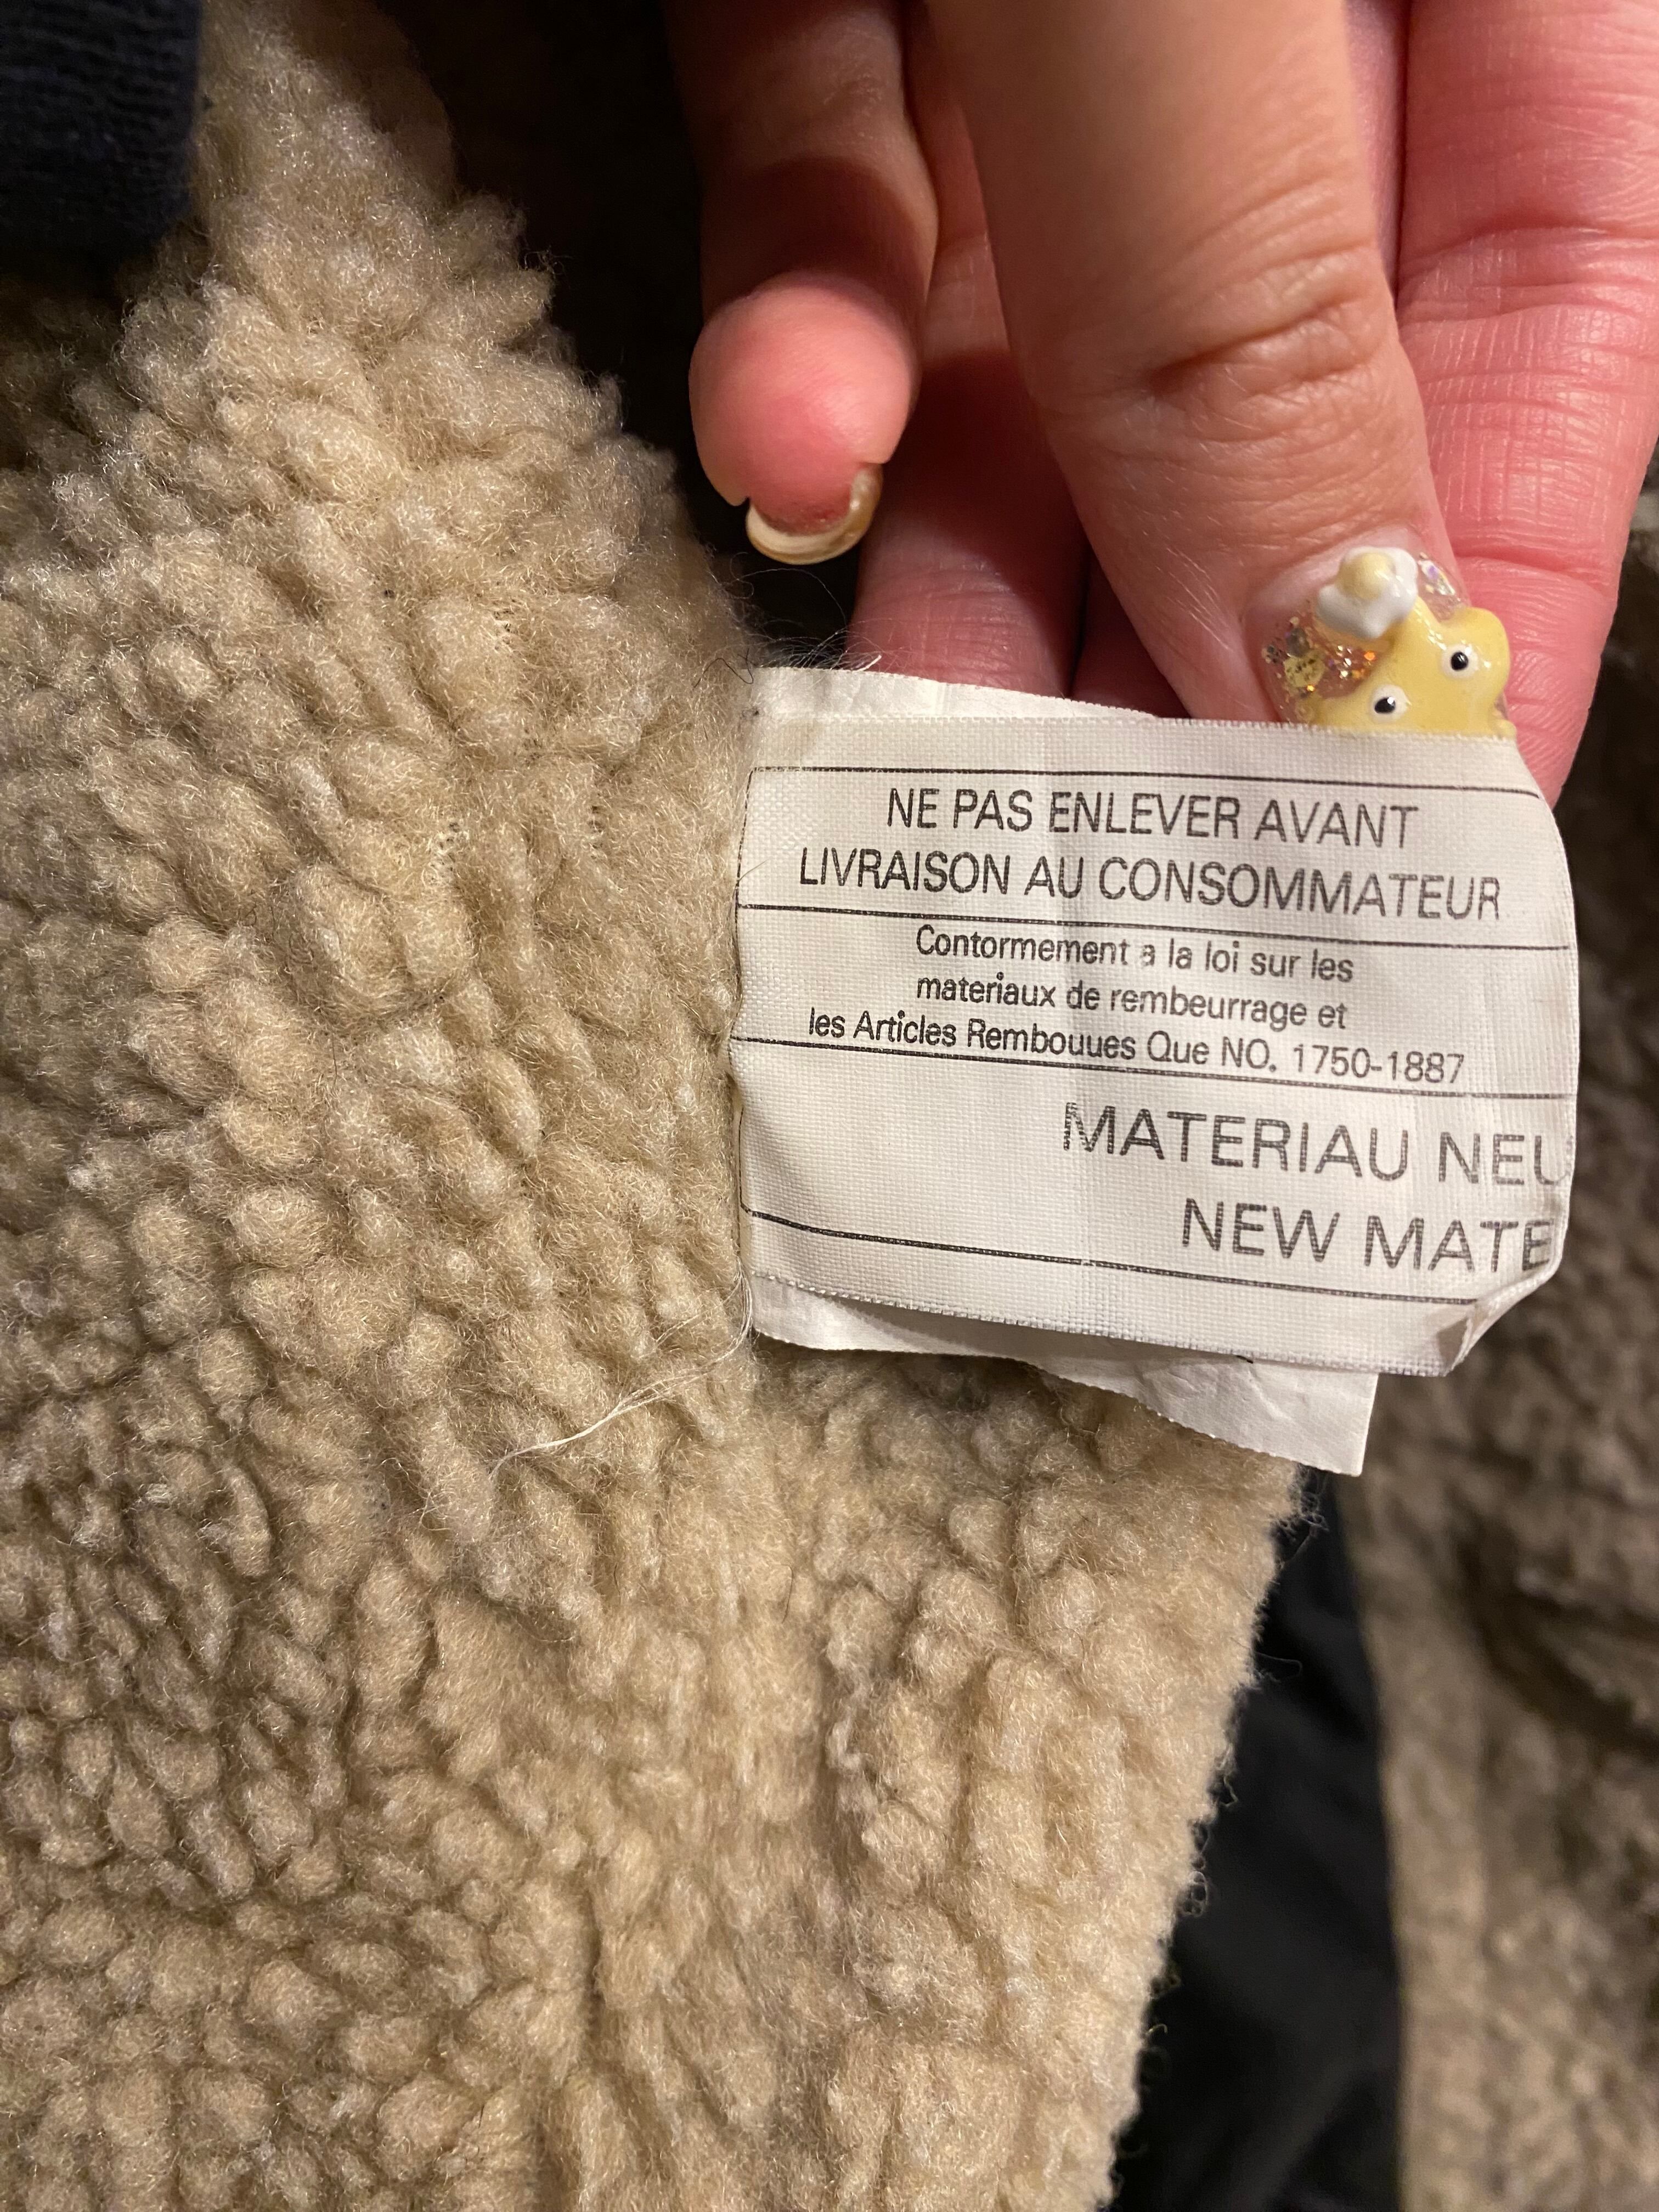 NE PAS ENLEVER AVANT
LIVRAISON AU CONSOMMATEUR
Contormement a la loi sur les
materiaux de rembeurrage et
les Articles Rembouues Que NO. 1750-1887
MATERIAU NEU
NEW MATE